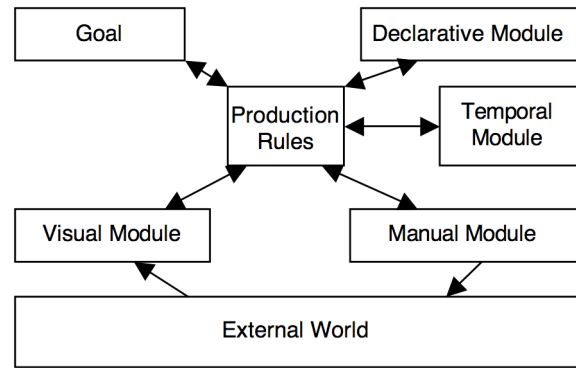 Goal
Declarative Module
Production
Rules
Temporal
Module
Visual Module
Manual Module
External World